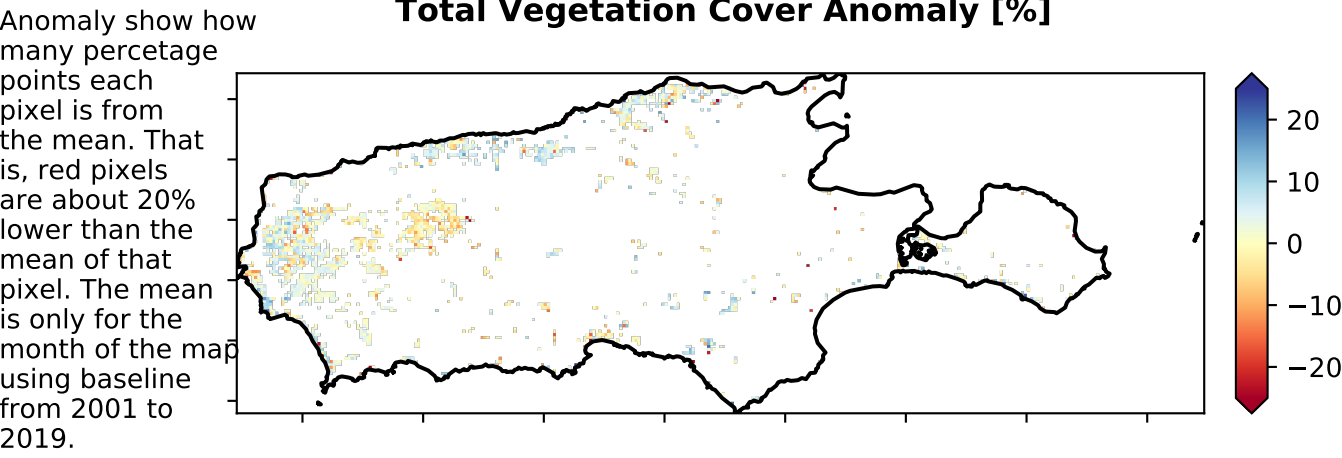 Total Vegetation Cover Anomaly [%]
Anomaly show how
many percetage
points each
pixel is from
the mean. That
is, red pixels
are about 20%
lower than the
mean of that
pixel. The mean
is only for the
month of the map
using baseline
from 2001 to
2019.
20
10
0
−10
−20